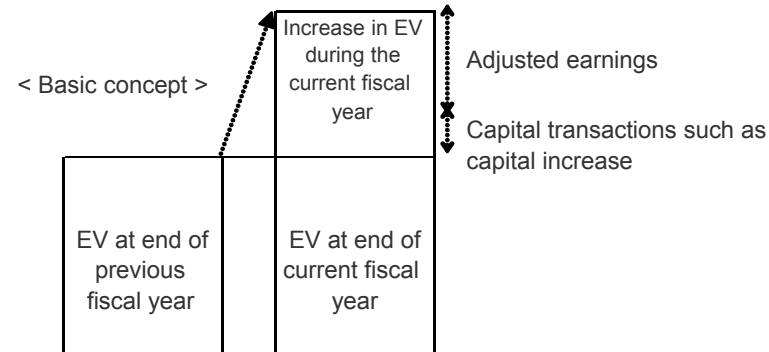 Increase in EV
during the
current fiscal
year
Adjusted earnings
< Basic concept >
Capital transactions such as
capital increase
EV at end of
previous
fiscal year
EV at end of
current fiscal
year